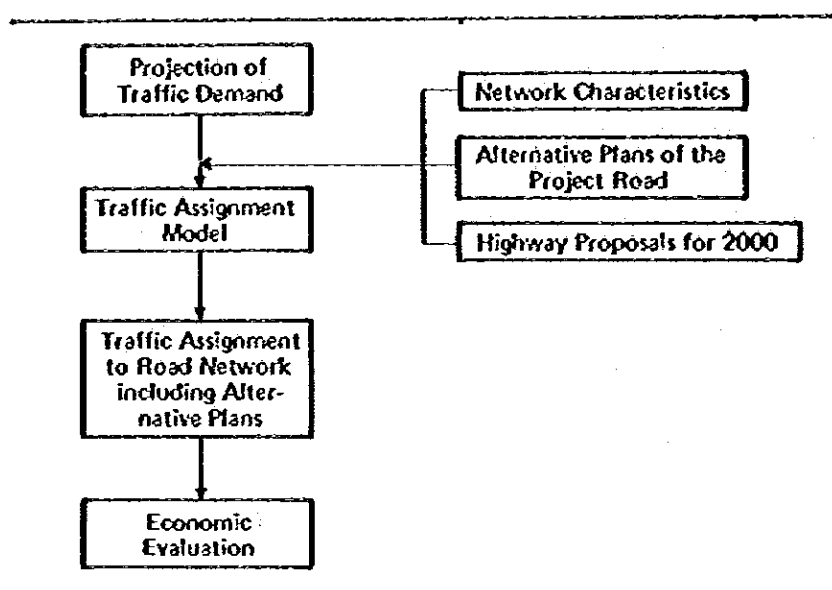 Projection of
Traffic Demand
Network Characteristics
Alternative Plans of the
Project Road
Traffic Assignment
Model
Highway Proposals for 2000
Traffic Assignment
to Road Network
including Alter-
native Plans
Economic
Evaluation